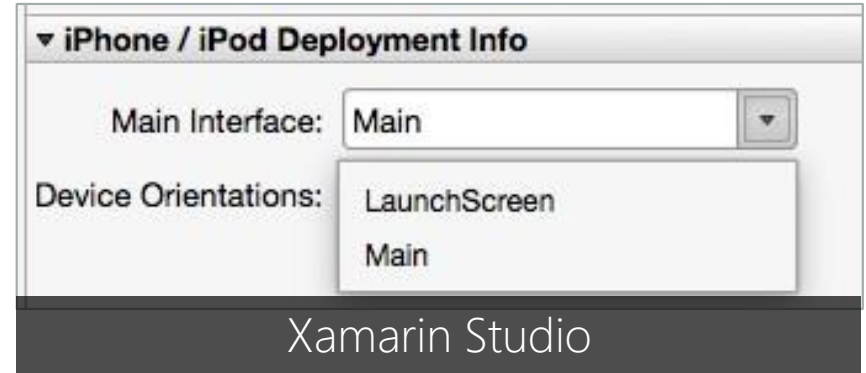 ▾ iPhone / iPod Deployment Info
Main Interface: Main
Device Orientations: LaunchScreen
Main
Xamarin Studio